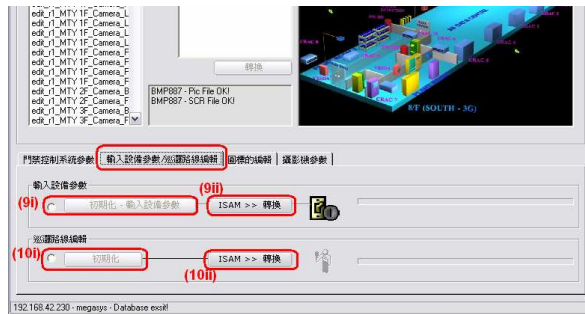 edit_r1_MTY 1F_Camera_L
edit_r1_MTY 1F_Camera_L
edit_r1_MTY 1F_Camera_L
edit_r1_MTY 1F_Camera_L
edit_r1_MTY 1F_Camera_F
edit_r1_MTY 1F_Camera_F
edit_r1_MTY 1F_Camera_F
edit_r1_MTY 2F_Camera_B
edit_r1_MTY 2F_Camera_F
edit_r1_MTY 3F_Camera_B
edit_r1_MTY 3F_Camera_F
轉換
BMP887 - Pic File OK!
BMP887 - SCR File OK!
8/F (SOUTH - 3G)
門禁控制系統參數
輸入設備參數/巡邏路線編輯
圖標的編輯
攝影機參數
輸入設備參數
(9i)
初期化 - 輸入設備參數
(9ii)
ISAM >> 轉換
巡邏路線編輯
(10i)
初期化
(10ii)
ISAM >> 轉換
192.168.42.230 - megasys - Database exsit!